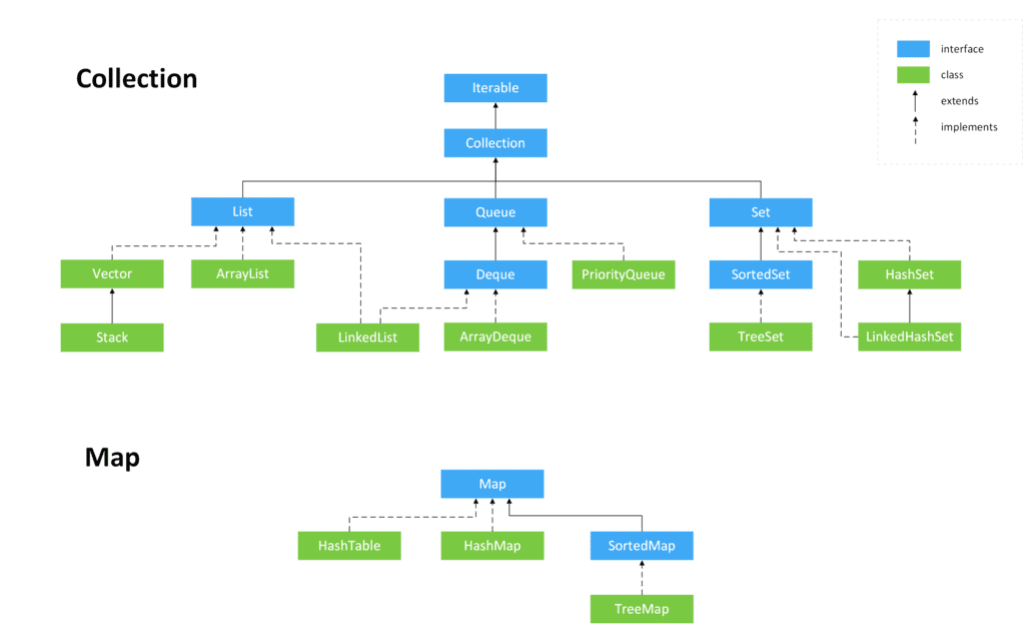 interface
class
extends
implements
Collection
Iterable
Collection
List
Queue
Set
Vector
ArrayList
Deque
PriorityQueue
SortedSet
HashSet
Stack
LinkedList
ArrayDeque
TreeSet
LinkedHashSet
Map
Map
HashTable
HashMap
SortedMap
TreeMap